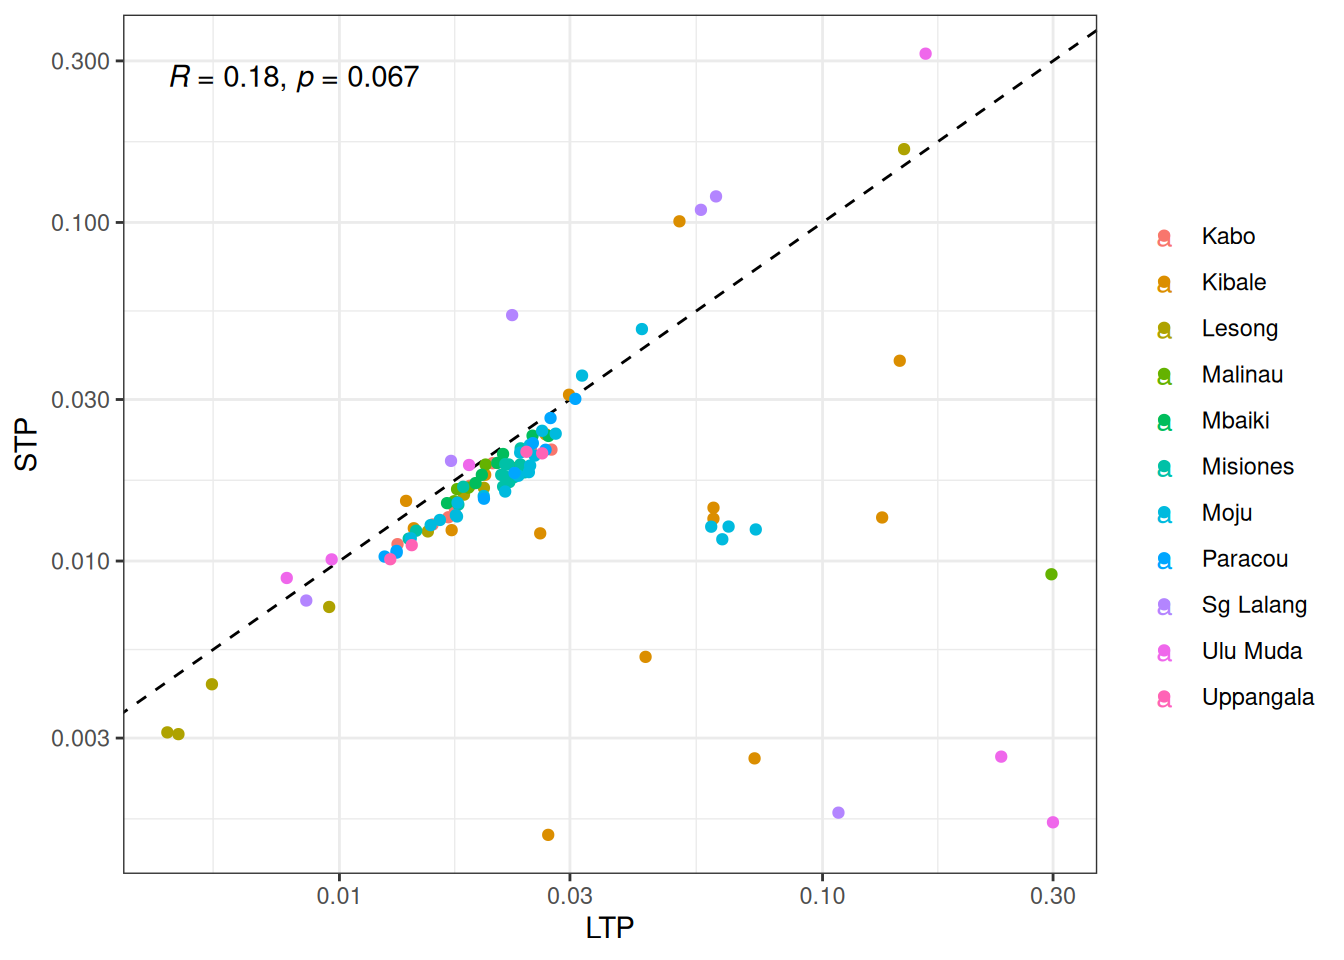 R = 0.18, p = 0.067
0.300
0.100
0.030
0.010
0.003
STP
0.01
0.03
0.10
0.30
LTP
a Kabo
a Kibale
a Lesong
a Malinau
a Mbaiki
a Misiones
a Moju
a Paracou
a Sg Lalang
a Ulu Muda
a Uppangala